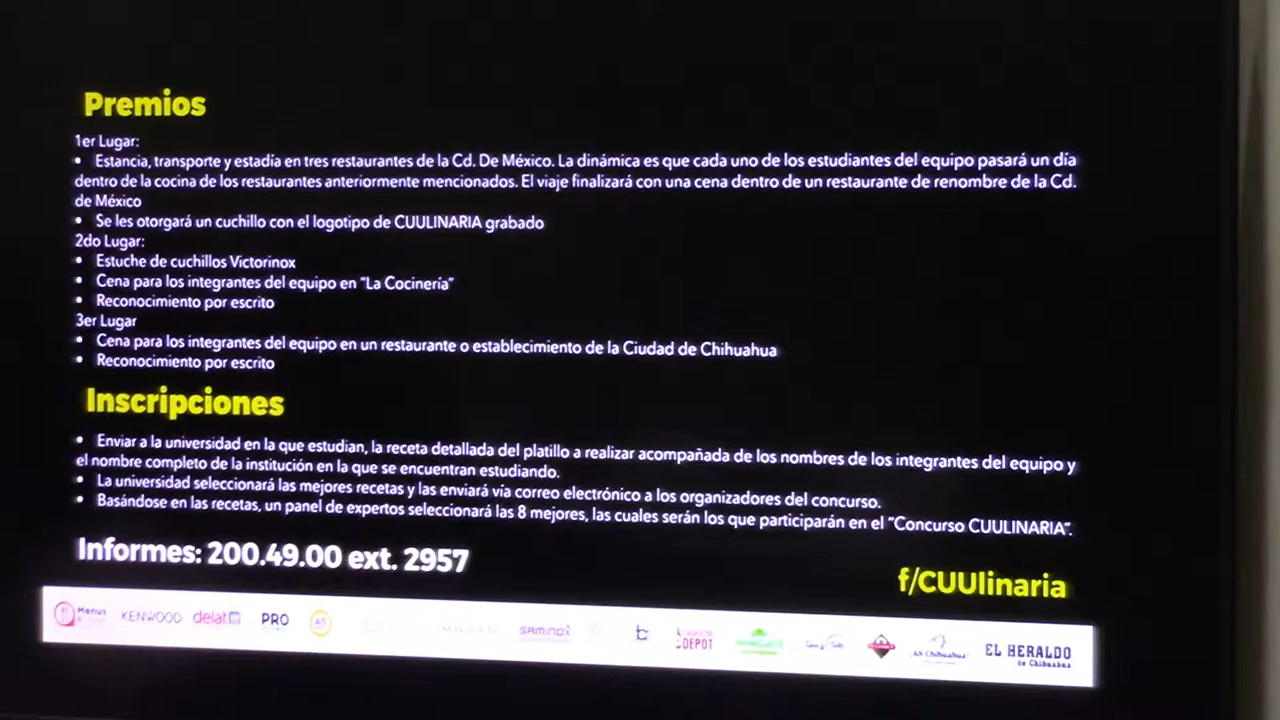 Premios
1er Lugar:
• Estancia, transporte y estadía en tres restaurantes de la Cd. De México. La dinámica es que cada uno de los estudiantes del equipo pasará un día
dentro de la cocina de los restaurantes anteriormente mencionados. El viaje finalizará con una cena dentro de un restaurante de renombre de la Cd.
de México
• Se les otorgará un cuchillo con el logotipo de CUULINARIA grabado
2do Lugar:
• Estuche de cuchillos Victorinox
• Cena para los integrantes del equipo en "La Cocinería"
• Reconocimiento por escrito
3er Lugar
• Cena para los integrantes del equipo en un restaurante o establecimiento de la Ciudad de Chihuahua
• Reconocimiento por escrito
Inscripciones
• Enviar a la universidad en la que estudian, la receta detallada del platillo a realizar acompañada de los nombres de los integrantes del equipo y
el nombre completo de la institución en la que se encuentran estudiando.
• La universidad seleccionará las mejores recetas y las enviará vía correo electrónico a los organizadores del concurso.
• Basándose en las recetas, un panel de expertos seleccionará las 8 mejores, las cuales serán los que participarán en el "Concurso CUULINARIA".
Informes: 200.49.00 ext. 2957
f/CUUlinaria
Menus KENWOOD delat PRO SAMINOX DEPOT ¡Ah Chihuahua! EL HERALDO
de Chihuahua